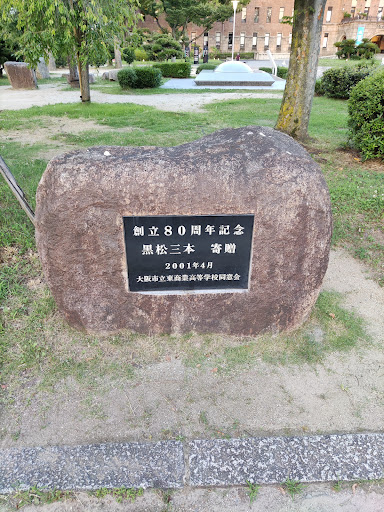 創立80周年記念
黒松三本 寄贈
2001年4月
大阪市立東商業高等学校同窓会